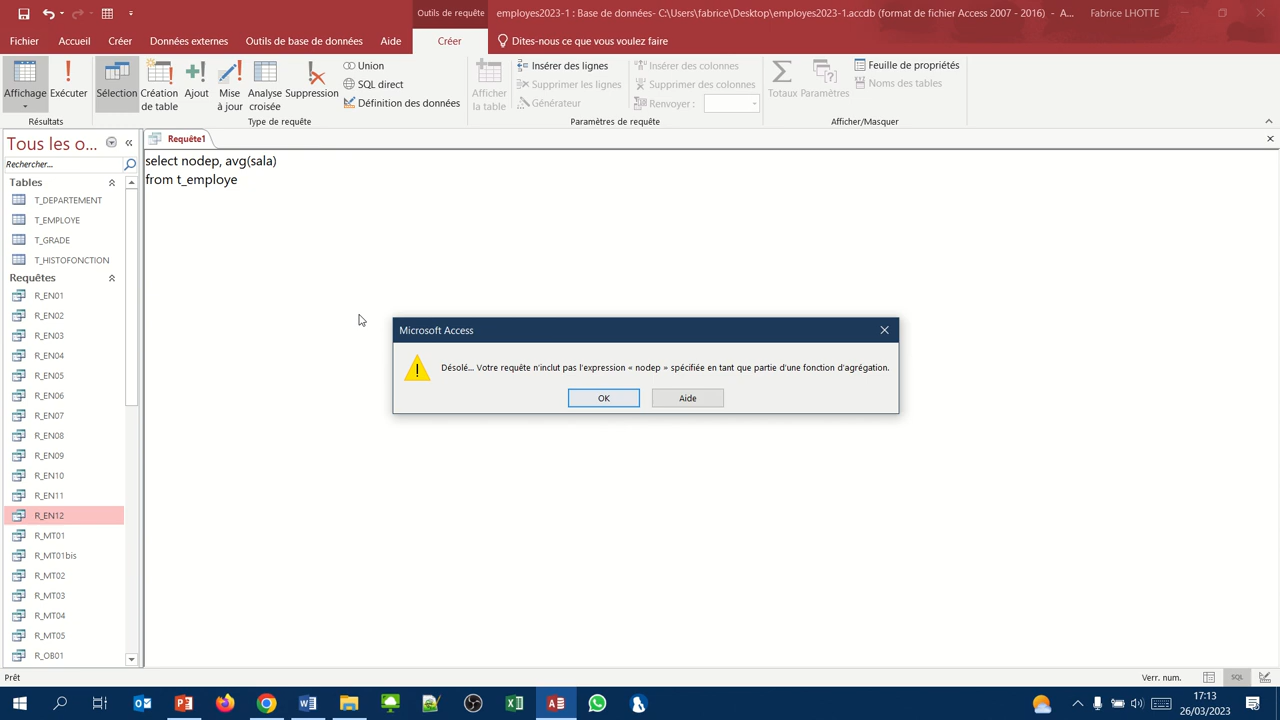 Outils de requête
employes2023-1 : Base de données- C:\Users\fabrice\Desktop\employes2023-1.accdb (format de fichier Access 2007 - 2016) - A...
Fabrice LHOTTE
Fichier
Accueil
Créer
Données externes
Outils de base de données
Aide
Créer
Dites-nous ce que vous voulez faire
Affichage
Exécuter
Résultats
Sélection
Création de table
Ajout
Mise à jour
Analyse croisée
Suppression
Union
SQL direct
Définition des données
Type de requête
Afficher la table
Insérer des lignes
Supprimer les lignes
Générateur
Insérer des colonnes
Supprimer des colonnes
Renvoyer :
Paramètres de requête
Totaux
Paramètres
Feuille de propriétés
Noms des tables
Afficher/Masquer
Tous les o...
Rechercher...
Tables
T_DEPARTEMENT
T_EMPLOYE
T_GRADE
T_HISTOFONCTION
Requêtes
R_EN01
R_EN02
R_EN03
R_EN04
R_EN05
R_EN06
R_EN07
R_EN08
R_EN09
R_EN10
R_EN11
R_EN12
R_MT01
R_MT01bis
R_MT02
R_MT03
R_MT04
R_MT05
R_OB01
Requête1
select nodep, avg(sala)
from t_employe
Microsoft Access
Désolé... Votre requête n'inclut pas l'expression « nodep » spécifiée en tant que partie d'une fonction d'agrégation.
OK
Aide
Prêt
Verr. num.
SQL
17:13
26/03/2023